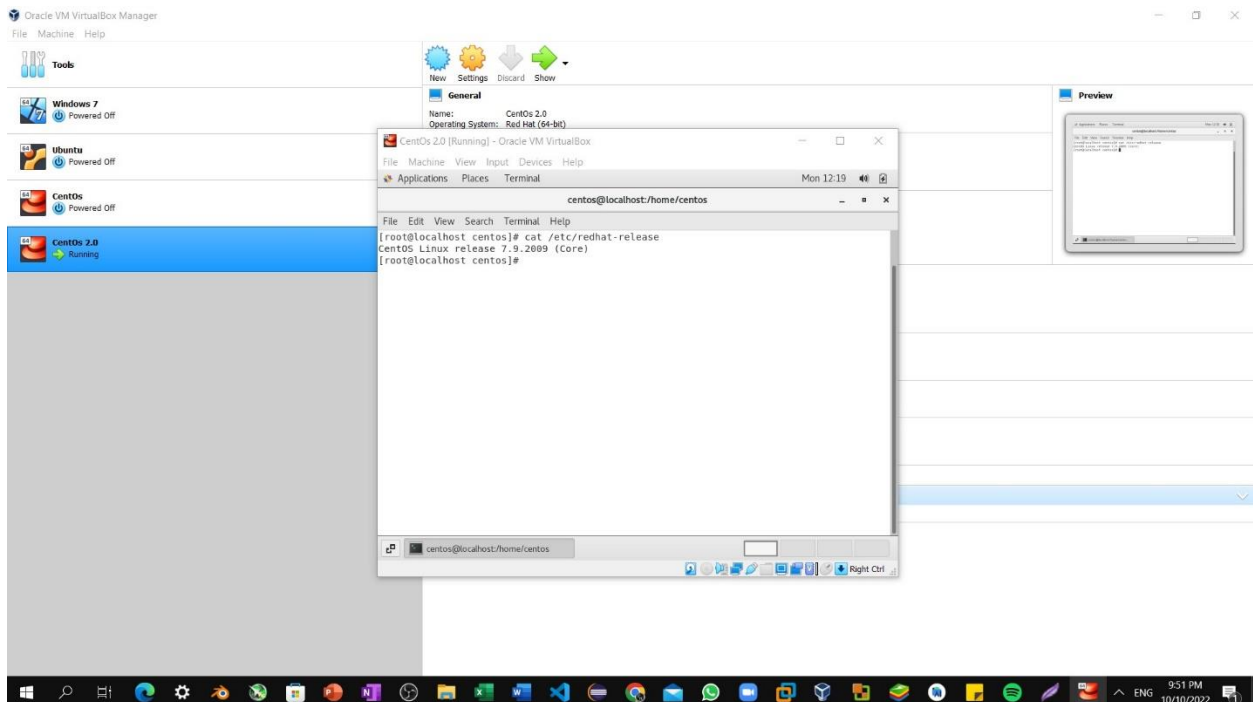 Oracle VM VirtualBox Manager
File Machine Help
Tools
New Settings Discard Show
Windows 7
Powered Off
Ubuntu
Powered Off
CentOs
Powered Off
CentOs 2.0
Running
General
Name: CentOs 2.0
Operating System: Red Hat (64-bit)
Preview
CentOs 2.0 [Running] - Oracle VM VirtualBox
File Machine View Input Devices Help
Applications Places Terminal Mon 12:19
centos@localhost:/home/centos
File Edit View Search Terminal Help
[root@localhost centos]# cat /etc/redhat-release
CentOS Linux release 7.9.2009 (Core)
[root@localhost centos]#
centos@localhost:/home/centos
Right Ctrl
ENG 9:51 PM
10/10/2022